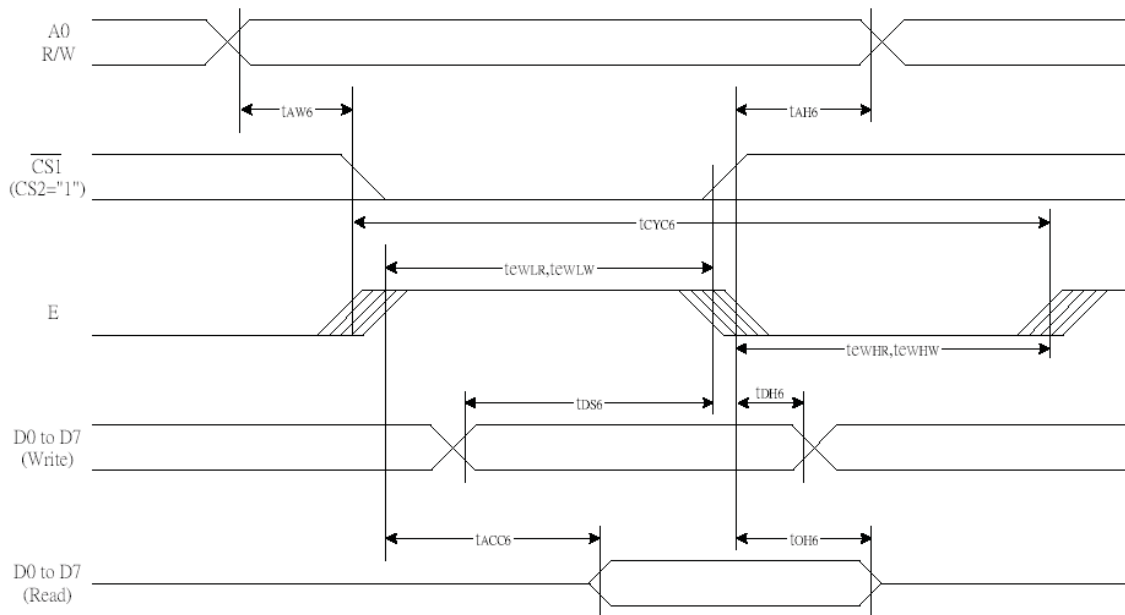 A0
R/W
tAW6
tAH6
CS1
(CS2="1")
tCYC6
tEWLR,tEWLW
E
tEWHR,tEWHW
tDS6
tDH6
D0 to D7
(Write)
tACC6
tOH6
D0 to D7
(Read)